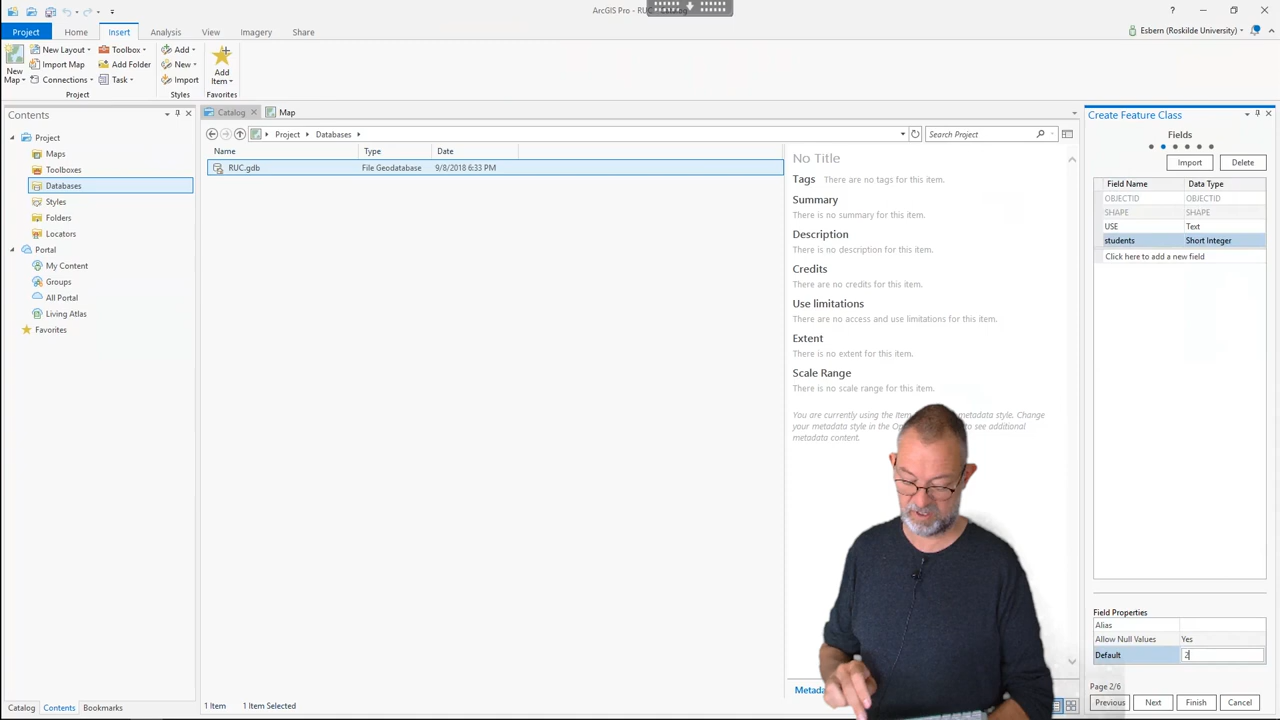 ArcGIS Pro - RUC
Project
Home
Insert
Analysis
View
Imagery
Share
Esbern (Roskilde University)
New Map
New Layout
Import Map
Connections
Toolbox
Add Folder
Task
Project
Add
New
Import
Styles
Add Item
Favorites
Contents
Project
Maps
Toolboxes
Databases
Styles
Folders
Locators
Portal
My Content
Groups
All Portal
Living Atlas
Favorites
Catalog
Map
Project
Databases
Search Project
Name
Type
Date
RUC.gdb
File Geodatabase
9/8/2018 6:33 PM
No Title
Tags There are no tags for this item.
Summary
There is no summary for this item.
Description
There is no description for this item.
Credits
There are no credits for this item.
Use limitations
There are no access and use limitations for this item.
Extent
There is no extent for this item.
Scale Range
There is no scale range for this item.
You are currently using the Item metadata style. Change
your metadata style in the to see additional
metadata content.
Create Feature Class
Fields
Import
Delete
Field Name
Data Type
OBJECTID
OBJECTID
SHAPE
SHAPE
USE
Text
students
Short Integer
Click here to add a new field
Field Properties
Alias
Allow Null Values
Yes
Default
2
Page 2/6
Previous
Next
Finish
Cancel
Catalog
Contents
Bookmarks
1 Item
1 Item Selected